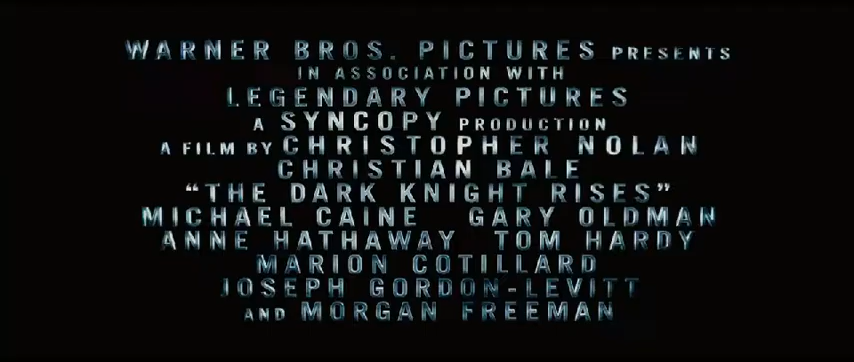 WARNER BROS. PICTURES PRESENTS
IN ASSOCIATION WITH
LEGENDARY PICTURES
A SYNCOPY PRODUCTION
A FILM BY CHRISTOPHER NOLAN
CHRISTIAN BALE
“THE DARK KNIGHT RISES”
MICHAEL CAINE GARY OLDMAN
ANNE HATHAWAY TOM HARDY
MARION COTILLARD
JOSEPH GORDON-LEVITT
AND MORGAN FREEMAN